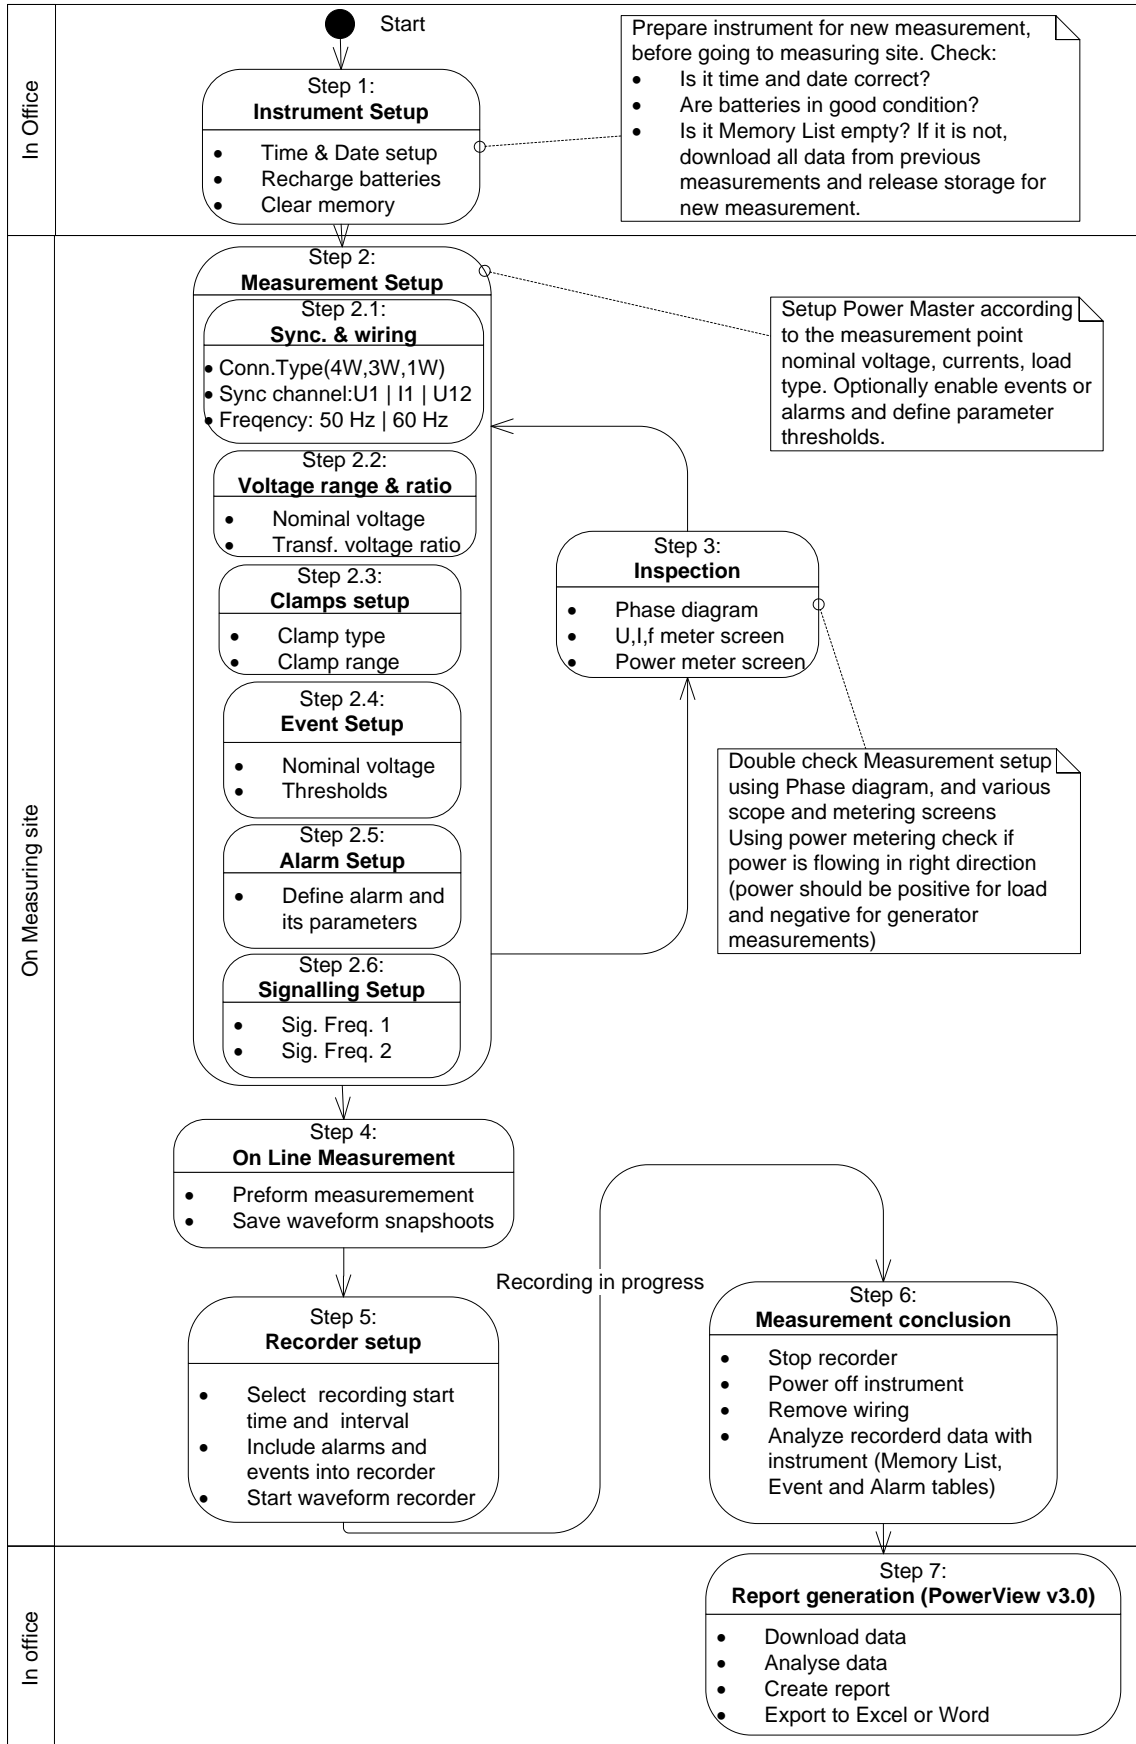 In Office
Start
Step 1:
Instrument Setup
• Time & Date setup
• Recharge batteries
• Clear memory
Prepare instrument for new measurement,
before going to measuring site. Check:
• Is it time and date correct?
• Are batteries in good condition?
• Is it Memory List empty? If it is not,
download all data from previous
measurements and release storage for
new measurement.
On Measuring site
Step 2:
Measurement Setup
Step 2.1:
Sync. & wiring
• Conn.Type(4W,3W,1W)
• Sync channel:U1 | I1 | U12
• Freqency: 50 Hz | 60 Hz
Step 2.2:
Voltage range & ratio
• Nominal voltage
• Transf. voltage ratio
Step 2.3:
Clamps setup
• Clamp type
• Clamp range
Step 2.4:
Event Setup
• Nominal voltage
• Thresholds
Step 2.5:
Alarm Setup
• Define alarm and
its parameters
Step 2.6:
Signalling Setup
• Sig. Freq. 1
• Sig. Freq. 2
Setup Power Master according
to the measurement point
nominal voltage, currents, load
type. Optionally enable events or
alarms and define parameter
thresholds.
Step 3:
Inspection
• Phase diagram
• U,I,f meter screen
• Power meter screen
Double check Measurement setup
using Phase diagram, and various
scope and metering screens
Using power metering check if
power is flowing in right direction
(power should be positive for load
and negative for generator
measurements)
Step 4:
On Line Measurement
• Preform measuremement
• Save waveform snapshoots
Step 5:
Recorder setup
• Select recording start
time and interval
• Include alarms and
events into recorder
• Start waveform recorder
Recording in progress
Step 6:
Measurement conclusion
• Stop recorder
• Power off instrument
• Remove wiring
• Analyze recorderd data with
instrument (Memory List,
Event and Alarm tables)
In office
Step 7:
Report generation (PowerView v3.0)
• Download data
• Analyse data
• Create report
• Export to Excel or Word